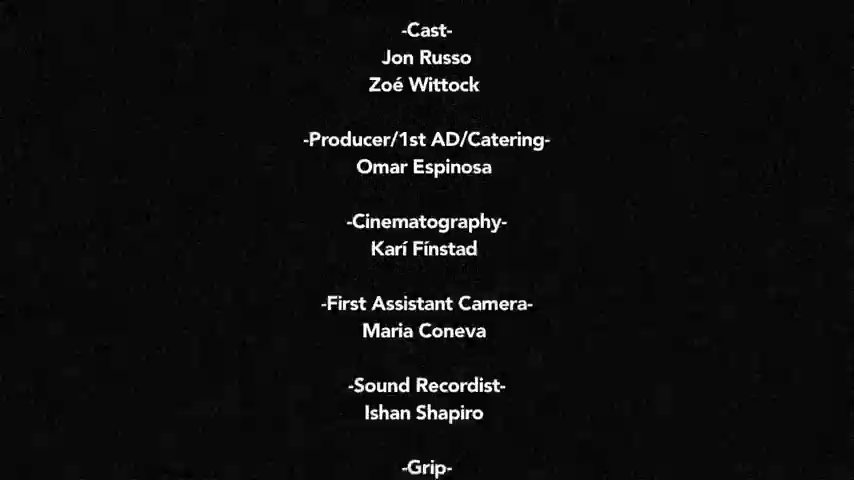 -Cast-
Jon Russo
Zoé Wittock
-Producer/1st AD/Catering-
Omar Espinosa
-Cinematography-
Karí Fínstad
-First Assistant Camera-
Maria Coneva
-Sound Recordist-
Ishan Shapiro
-Grip-